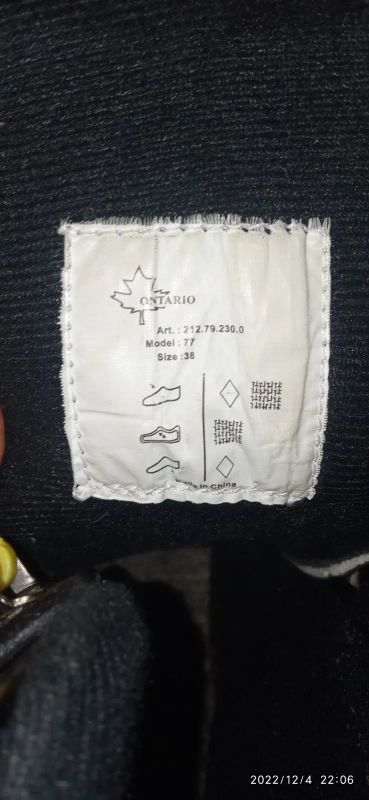 ONTARIO
Art. : 212.79.230.0
Model : 77
Size :38
in China
2022/12/4 22:06